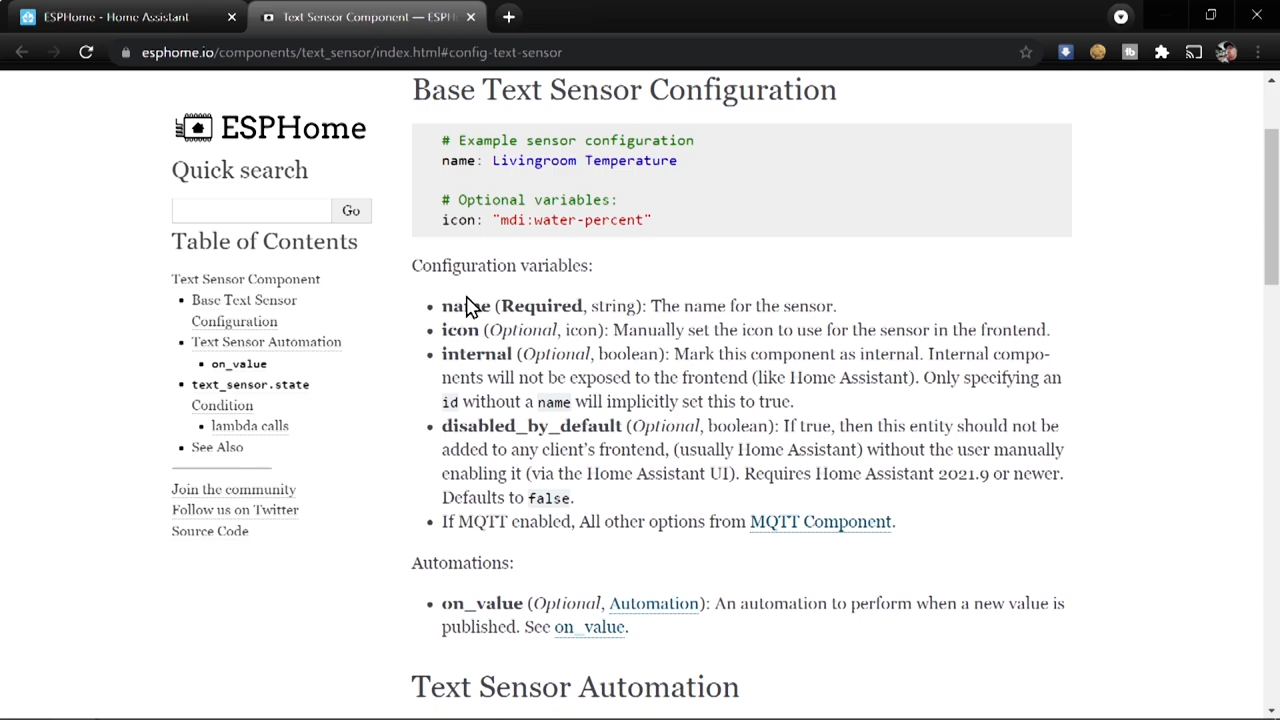 ESPHome - Home Assistant
Text Sensor Component — ESPH
esphome.io/components/text_sensor/index.html#config-text-sensor
ESPHome
Quick search
Go
Table of Contents
Text Sensor Component
Base Text Sensor
Configuration
Text Sensor Automation
on_value
text_sensor.state
Condition
lambda calls
See Also
Join the community
Follow us on Twitter
Source Code
Base Text Sensor Configuration
# Example sensor configuration
name: Livingroom Temperature
# Optional variables:
icon: "mdi:water-percent"
Configuration variables:
name (Required, string): The name for the sensor.
icon (Optional, icon): Manually set the icon to use for the sensor in the frontend.
internal (Optional, boolean): Mark this component as internal. Internal compo-
nents will not be exposed to the frontend (like Home Assistant). Only specifying an
id without a name will implicitly set this to true.
disabled_by_default (Optional, boolean): If true, then this entity should not be
added to any client's frontend, (usually Home Assistant) without the user manually
enabling it (via the Home Assistant UI). Requires Home Assistant 2021.9 or newer.
Defaults to false.
If MQTT enabled, All other options from MQTT Component.
Automations:
on_value (Optional, Automation): An automation to perform when a new value is
published. See on_value.
Text Sensor Automation